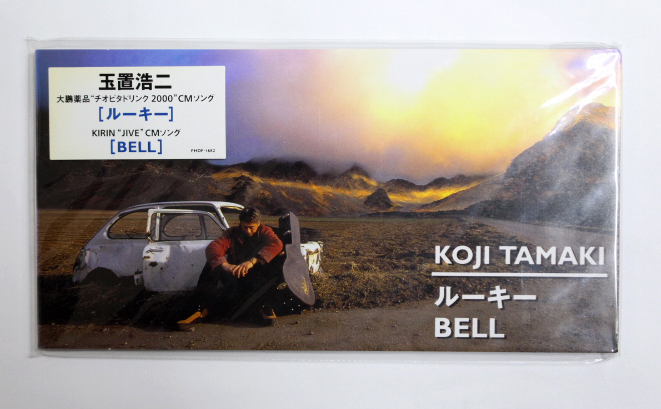 玉置浩二
大鵬薬品“チオビタドリンク2000”CMソング
[ルーキー]
KIRIN “JIVE” CMソング
[BELL]
KOJI TAMAKI
ルーキー
BELL